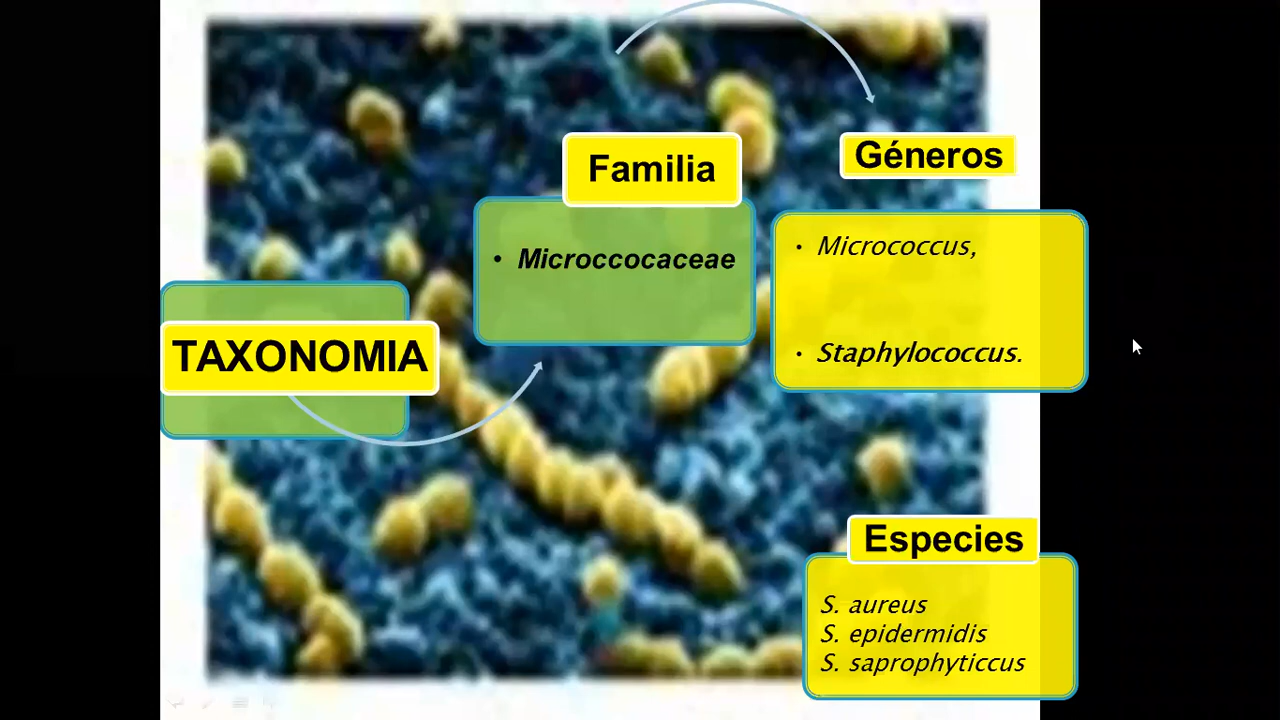 TAXONOMIA
Familia
• Microccocaceae
Géneros
• Micrococcus,
• Staphylococcus.
Especies
S. aureus
S. epidermidis
S. saprophyticcus